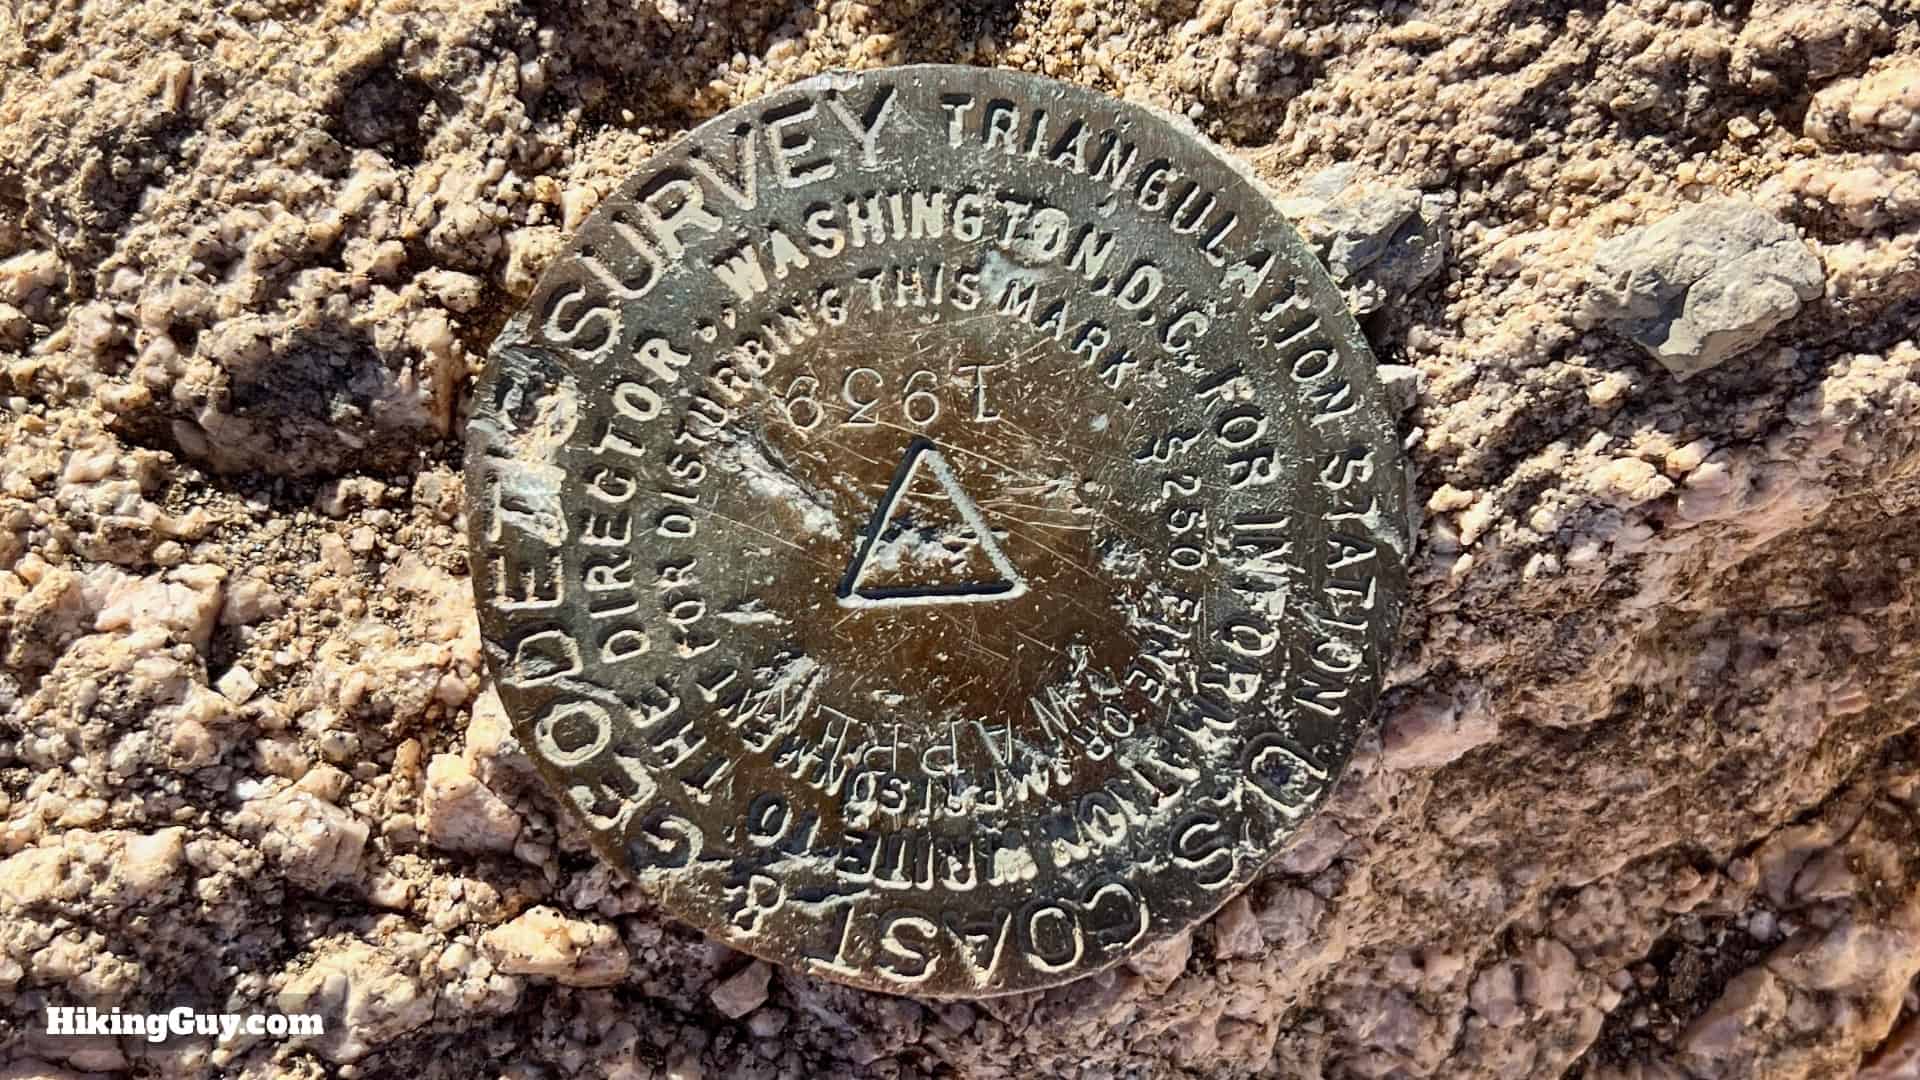 U S COAST & GEODETIC SURVEY
TRIANGULATION STATION
FOR INFORMATION WRITE TO THE DIRECTOR. WASHINGTON, D.C.
$250 FINE OR IMPRISONMENT FOR DISTURBING THIS MARK.
1939
HikingGuy.com